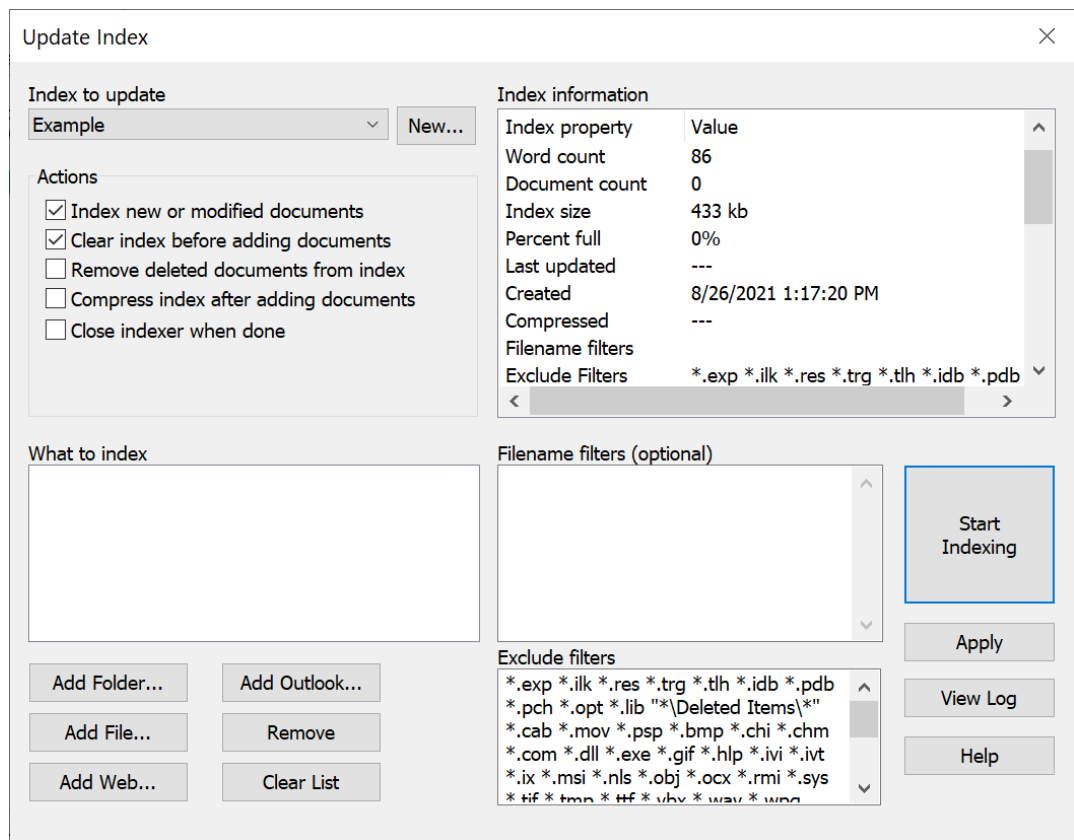 Update Index
Index to update
Example
New...
Actions
Index new or modified documents
Clear index before adding documents
Remove deleted documents from index
Compress index after adding documents
Close indexer when done
Index information
Index property Value
Word count 86
Document count 0
Index size 433 kb
Percent full 0%
Last updated ---
Created 8/26/2021 1:17:20 PM
Compressed ---
Filename filters
Exclude Filters *.exp *.ilk *.res *.trg *.tlh *.idb *.pdb
What to index
Add Folder... Add Outlook...
Add File... Remove
Add Web... Clear List
Filename filters (optional)
Exclude filters
*.exp *.ilk *.res *.trg *.tlh *.idb *.pdb
*.pch *.opt *.lib "*\Deleted Items\*"
*.cab *.mov *.psp *.bmp *.chi *.chm
*.com *.dll *.exe *.gif *.hlp *.ivi *.ivt
*.ix *.msi *.nls *.obj *.ocx *.rmi *.sys
*.tif *.tmp *.ttf *.vbx *.wav *.wpg
Start
Indexing
Apply
View Log
Help